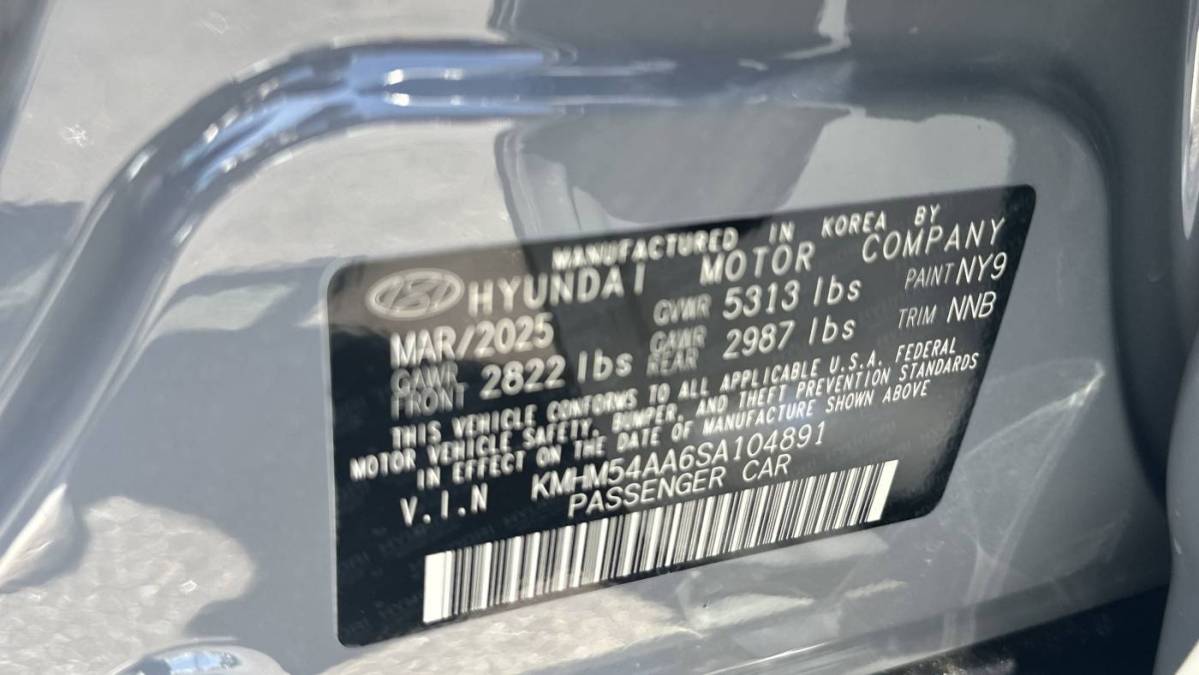 MANUFACTURED IN KOREA BY
HYUNDAI MOTOR COMPANY
MAR/2025 GVWR 5313 lbs PAINT NY9
GAWR FRONT 2822 lbs GAWR REAR 2987 lbs TRIM NNB
THIS VEHICLE CONFORMS TO ALL APPLICABLE U.S.A. FEDERAL
MOTOR VEHICLE SAFETY, BUMPER, AND THEFT PREVENTION STANDARDS
IN EFFECT ON THE DATE OF MANUFACTURE SHOWN ABOVE
V.I.N KMHM54AA6SA104891
PASSENGER CAR